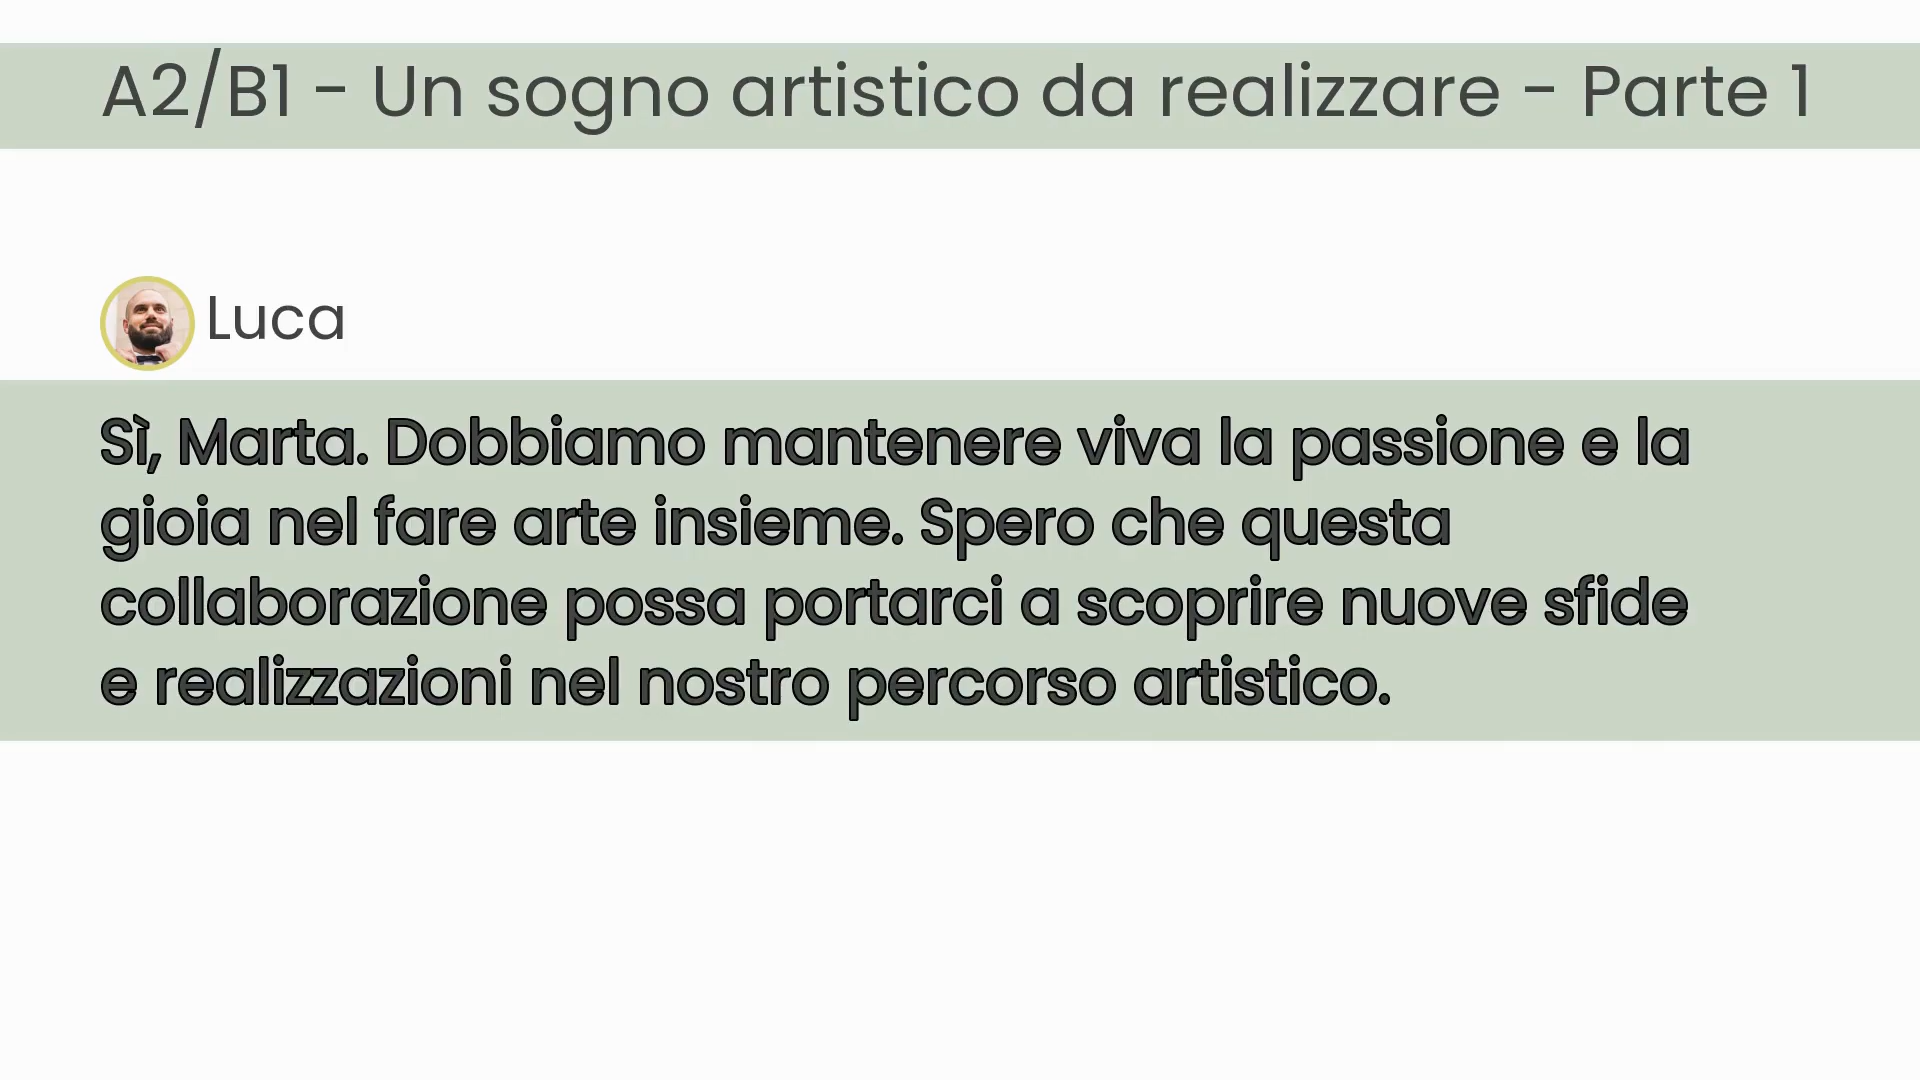 A2/B1 - Un sogno artistico da realizzare - Parte 1
Luca
Sì, Marta. Dobbiamo mantenere viva la passione e la
gioia nel fare arte insieme. Spero che questa
collaborazione possa portarci a scoprire nuove sfide
e realizzazioni nel nostro percorso artistico.